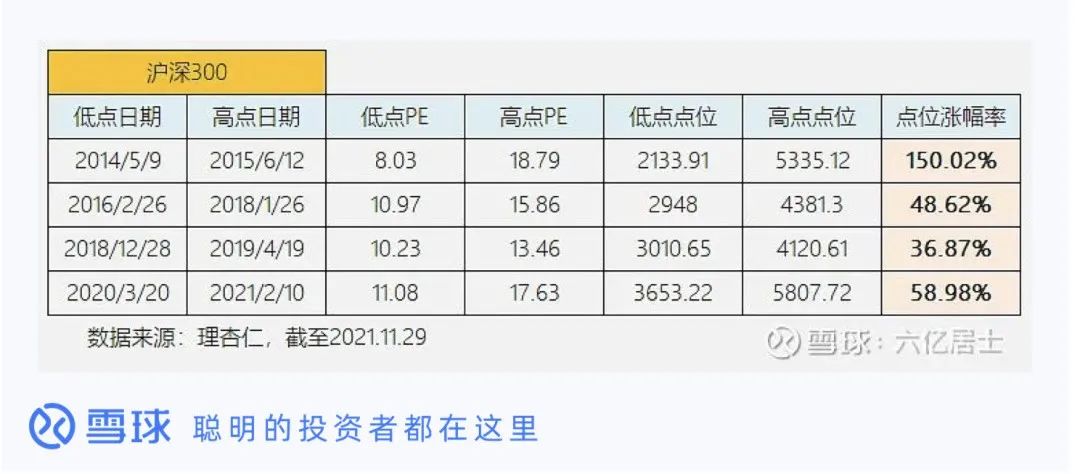 沪深300
低点日期 高点日期 低点PE 高点PE 低点点位 高点点位 点位涨幅率
2014/5/9 2015/6/12 8.03 18.79 2133.91 5335.12 150.02%
2016/2/26 2018/1/26 10.97 15.86 2948 4381.3 48.62%
2018/12/28 2019/4/19 10.23 13.46 3010.65 4120.61 36.87%
2020/3/20 2021/2/10 11.08 17.63 3653.22 5807.72 58.98%
数据来源：理杏仁，截至2021.11.29
雪球：六亿居士
雪球 聪明的投资者都在这里